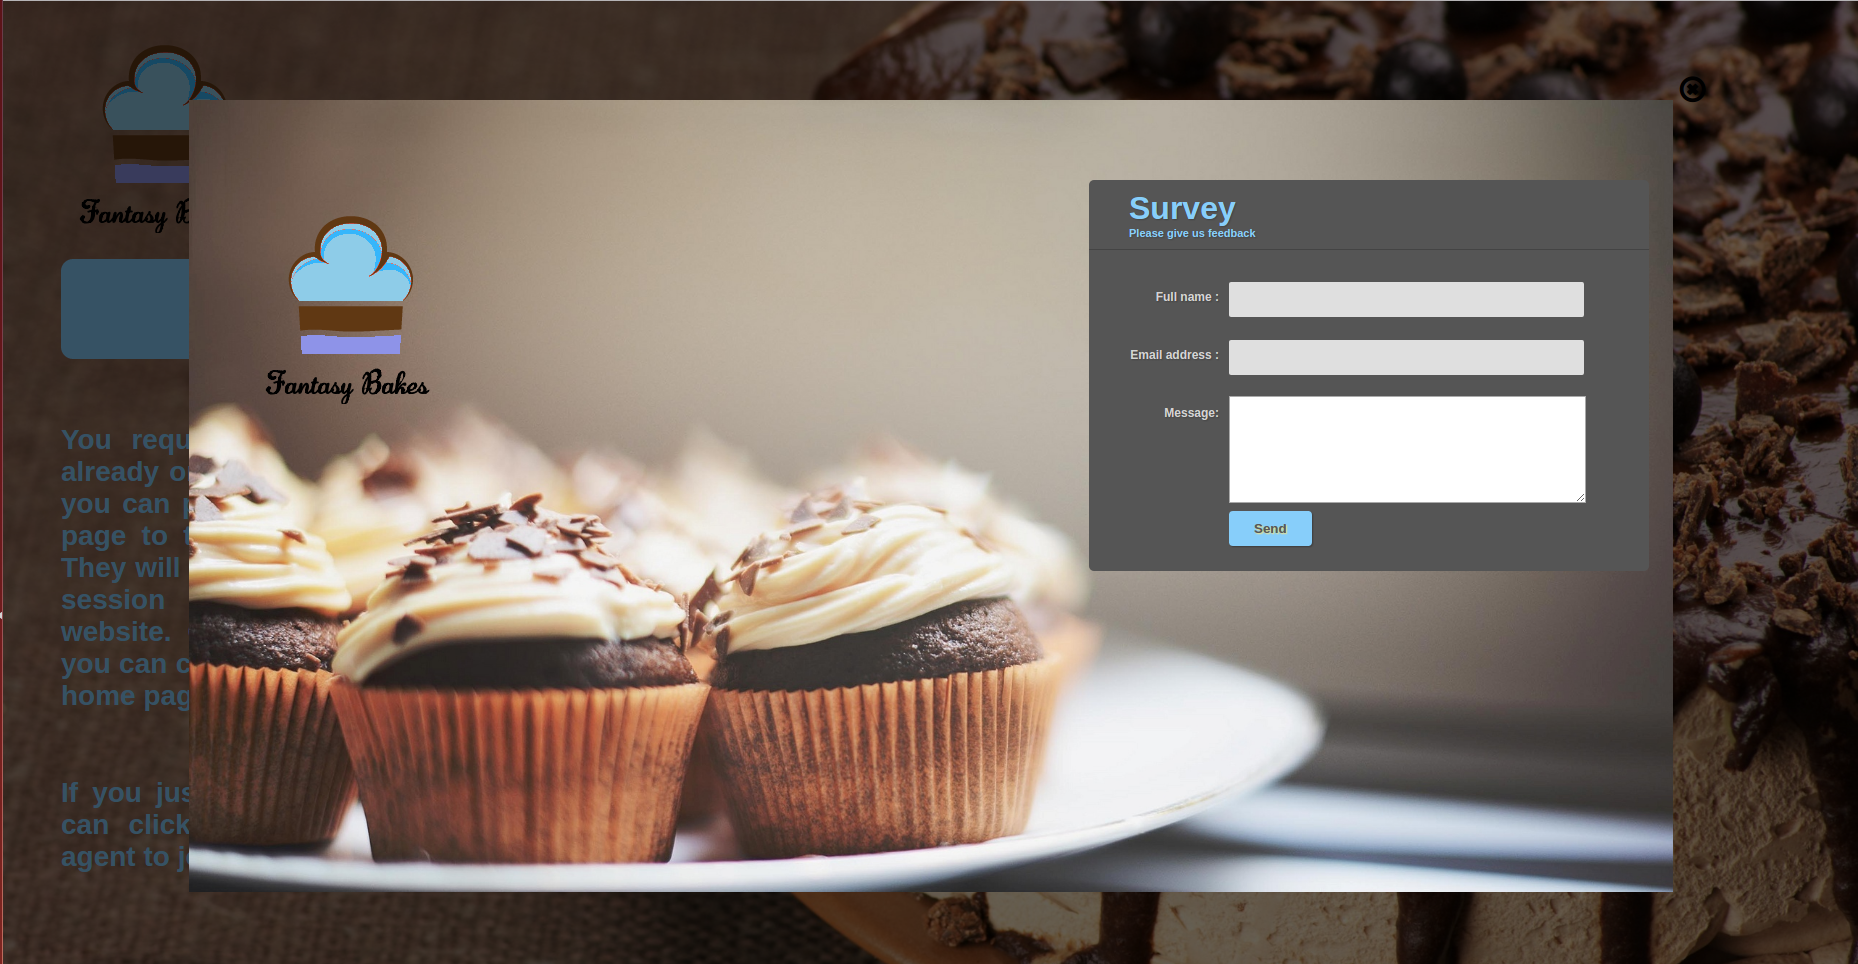 Fantasy B
You requ
already o
you can
page to
They will
session
website.
you can c
home pag
If you jus
can click
agent to j
Fantasy Bakes
Survey
Please give us feedback
Full name :
Email address :
Message:
Send